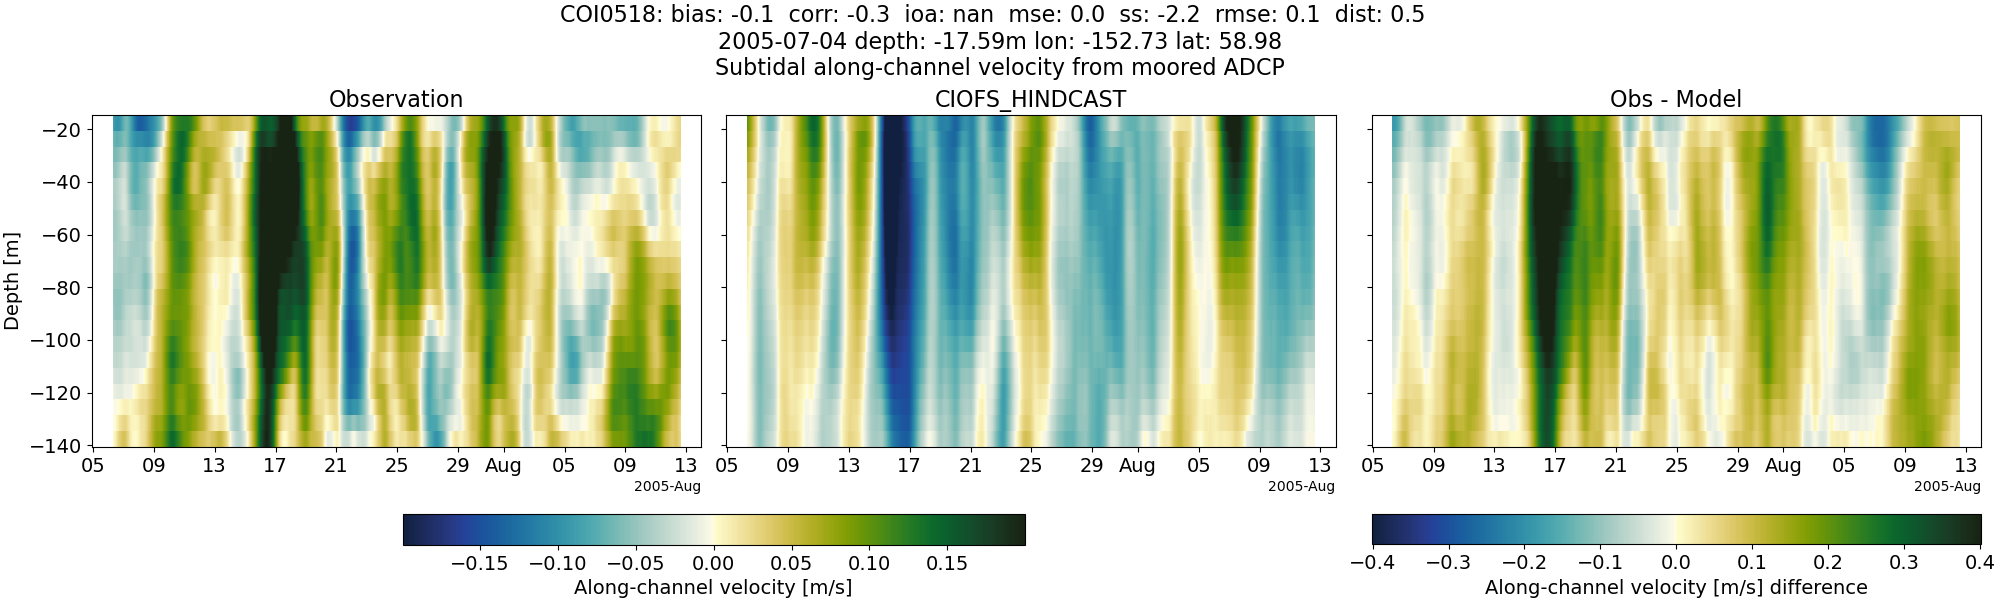 COI0518: bias: -0.1  corr: -0.3  ioa: nan  mse: 0.0  ss: -2.2  rmse: 0.1  dist: 0.5
2005-07-04 depth: -17.59m lon: -152.73 lat: 58.98
Subtidal along-channel velocity from moored ADCP
Observation
CIOFS_HINDCAST
Obs - Model
Depth [m]
−20
−40
−60
−80
−100
−120
−140
05 09 13 17 21 25 29 Aug 05 09 13
2005-Aug
05 09 13 17 21 25 29 Aug 05 09 13
2005-Aug
05 09 13 17 21 25 29 Aug 05 09 13
2005-Aug
−0.15 −0.10 −0.05 0.00 0.05 0.10 0.15
Along-channel velocity [m/s]
−0.4 −0.3 −0.2 −0.1 0.0 0.1 0.2 0.3 0.4
Along-channel velocity [m/s] difference